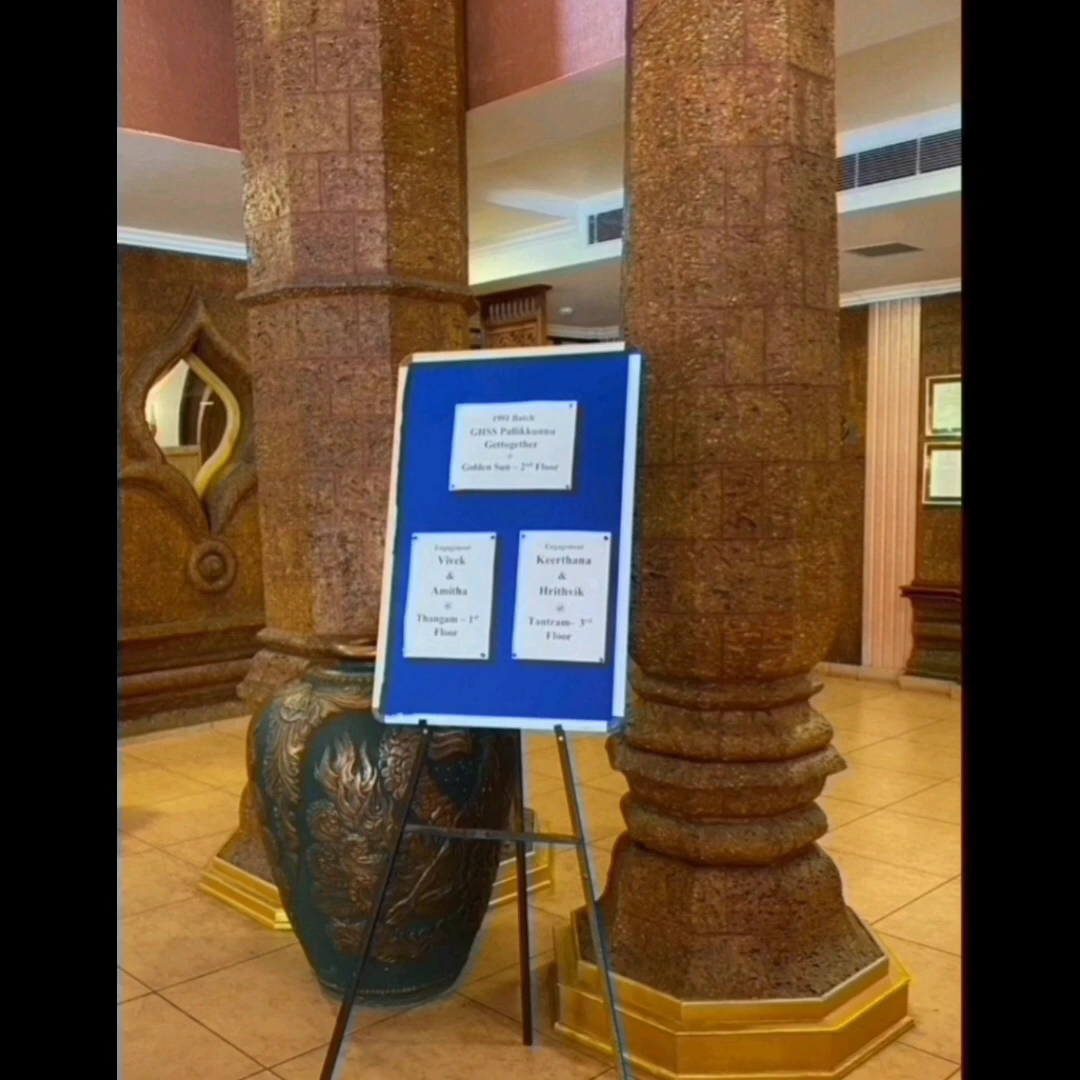 1991 Batch
GHSS Pallikkunnu
Gettogether
@
Golden Sun – 2nd Floor
Engagement
Vivek
&
Amitha
@
Thangam – 1st
Floor
Engagement
Keerthana
&
Hrithvik
@
Tantram- 3rd
Floor